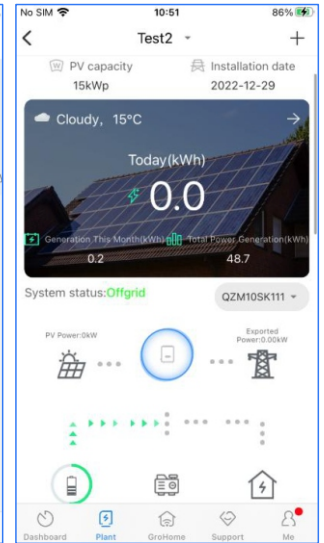 No SIM 10:51 86%
Test2
PV capacity Installation date
15kWp 2022-12-29
Cloudy, 15°C
Today(kWh)
0.0
Generation This Month(kWh) Total Power Generation(kWh)
0.2 48.7
System status:Offgrid QZM10SK111
PV Power:0kW
Exported
Power:0.00kW
Dashboard Plant GroHome Support Me